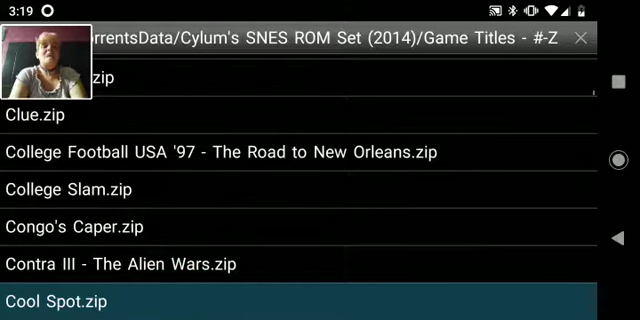 3:19
orrentsData/Cylum's SNES ROM Set (2014)/Game Titles - #-Z
.zip
Clue.zip
College Football USA '97 - The Road to New Orleans.zip
College Slam.zip
Congo's Caper.zip
Contra III - The Alien Wars.zip
Cool Spot.zip